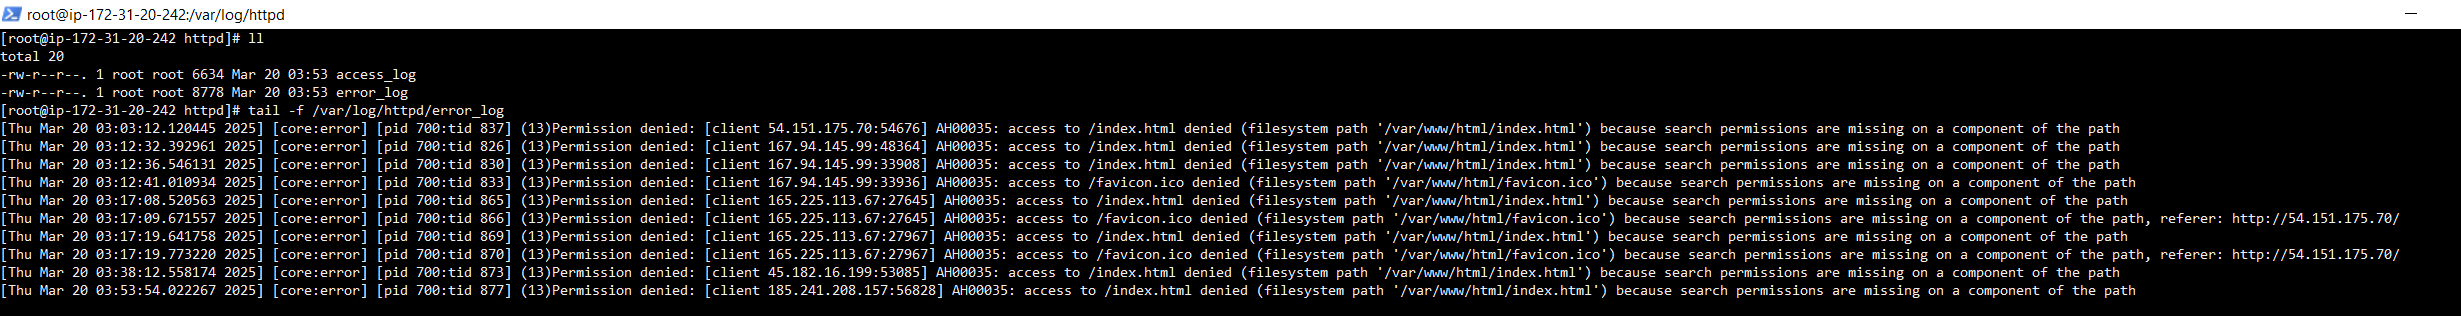 root@ip-172-31-20-242:/var/log/httpd
[root@ip-172-31-20-242 httpd]# ll
total 20
-rw-r--r--. 1 root root 6634 Mar 20 03:53 access_log
-rw-r--r--. 1 root root 8778 Mar 20 03:53 error_log
[root@ip-172-31-20-242 httpd]# tail -f /var/log/httpd/error_log
[Thu Mar 20 03:03:12.120445 2025] [core:error] [pid 700:tid 837] (13)Permission denied: [client 54.151.175.70:54676] AH00035: access to /index.html denied (filesystem path '/var/www/html/index.html') because search permissions are missing on a component of the path
[Thu Mar 20 03:12:32.392961 2025] [core:error] [pid 700:tid 826] (13)Permission denied: [client 167.94.145.99:48364] AH00035: access to /index.html denied (filesystem path '/var/www/html/index.html') because search permissions are missing on a component of the path
[Thu Mar 20 03:12:36.546131 2025] [core:error] [pid 700:tid 830] (13)Permission denied: [client 167.94.145.99:33908] AH00035: access to /index.html denied (filesystem path '/var/www/html/index.html') because search permissions are missing on a component of the path
[Thu Mar 20 03:12:41.010934 2025] [core:error] [pid 700:tid 833] (13)Permission denied: [client 167.94.145.99:33936] AH00035: access to /favicon.ico denied (filesystem path '/var/www/html/favicon.ico') because search permissions are missing on a component of the path
[Thu Mar 20 03:17:08.520563 2025] [core:error] [pid 700:tid 865] (13)Permission denied: [client 165.225.113.67:27645] AH00035: access to /index.html denied (filesystem path '/var/www/html/index.html') because search permissions are missing on a component of the path
[Thu Mar 20 03:17:09.671557 2025] [core:error] [pid 700:tid 866] (13)Permission denied: [client 165.225.113.67:27645] AH00035: access to /favicon.ico denied (filesystem path '/var/www/html/favicon.ico') because search permissions are missing on a component of the path, referer: http://54.151.175.70/
[Thu Mar 20 03:17:19.641758 2025] [core:error] [pid 700:tid 869] (13)Permission denied: [client 165.225.113.67:27967] AH00035: access to /index.html denied (filesystem path '/var/www/html/index.html') because search permissions are missing on a component of the path
[Thu Mar 20 03:17:19.773220 2025] [core:error] [pid 700:tid 870] (13)Permission denied: [client 165.225.113.67:27967] AH00035: access to /favicon.ico denied (filesystem path '/var/www/html/favicon.ico') because search permissions are missing on a component of the path, referer: http://54.151.175.70/
[Thu Mar 20 03:38:12.558174 2025] [core:error] [pid 700:tid 873] (13)Permission denied: [client 45.182.16.199:53085] AH00035: access to /index.html denied (filesystem path '/var/www/html/index.html') because search permissions are missing on a component of the path
[Thu Mar 20 03:53:54.022267 2025] [core:error] [pid 700:tid 877] (13)Permission denied: [client 185.241.208.157:56828] AH00035: access to /index.html denied (filesystem path '/var/www/html/index.html') because search permissions are missing on a component of the path